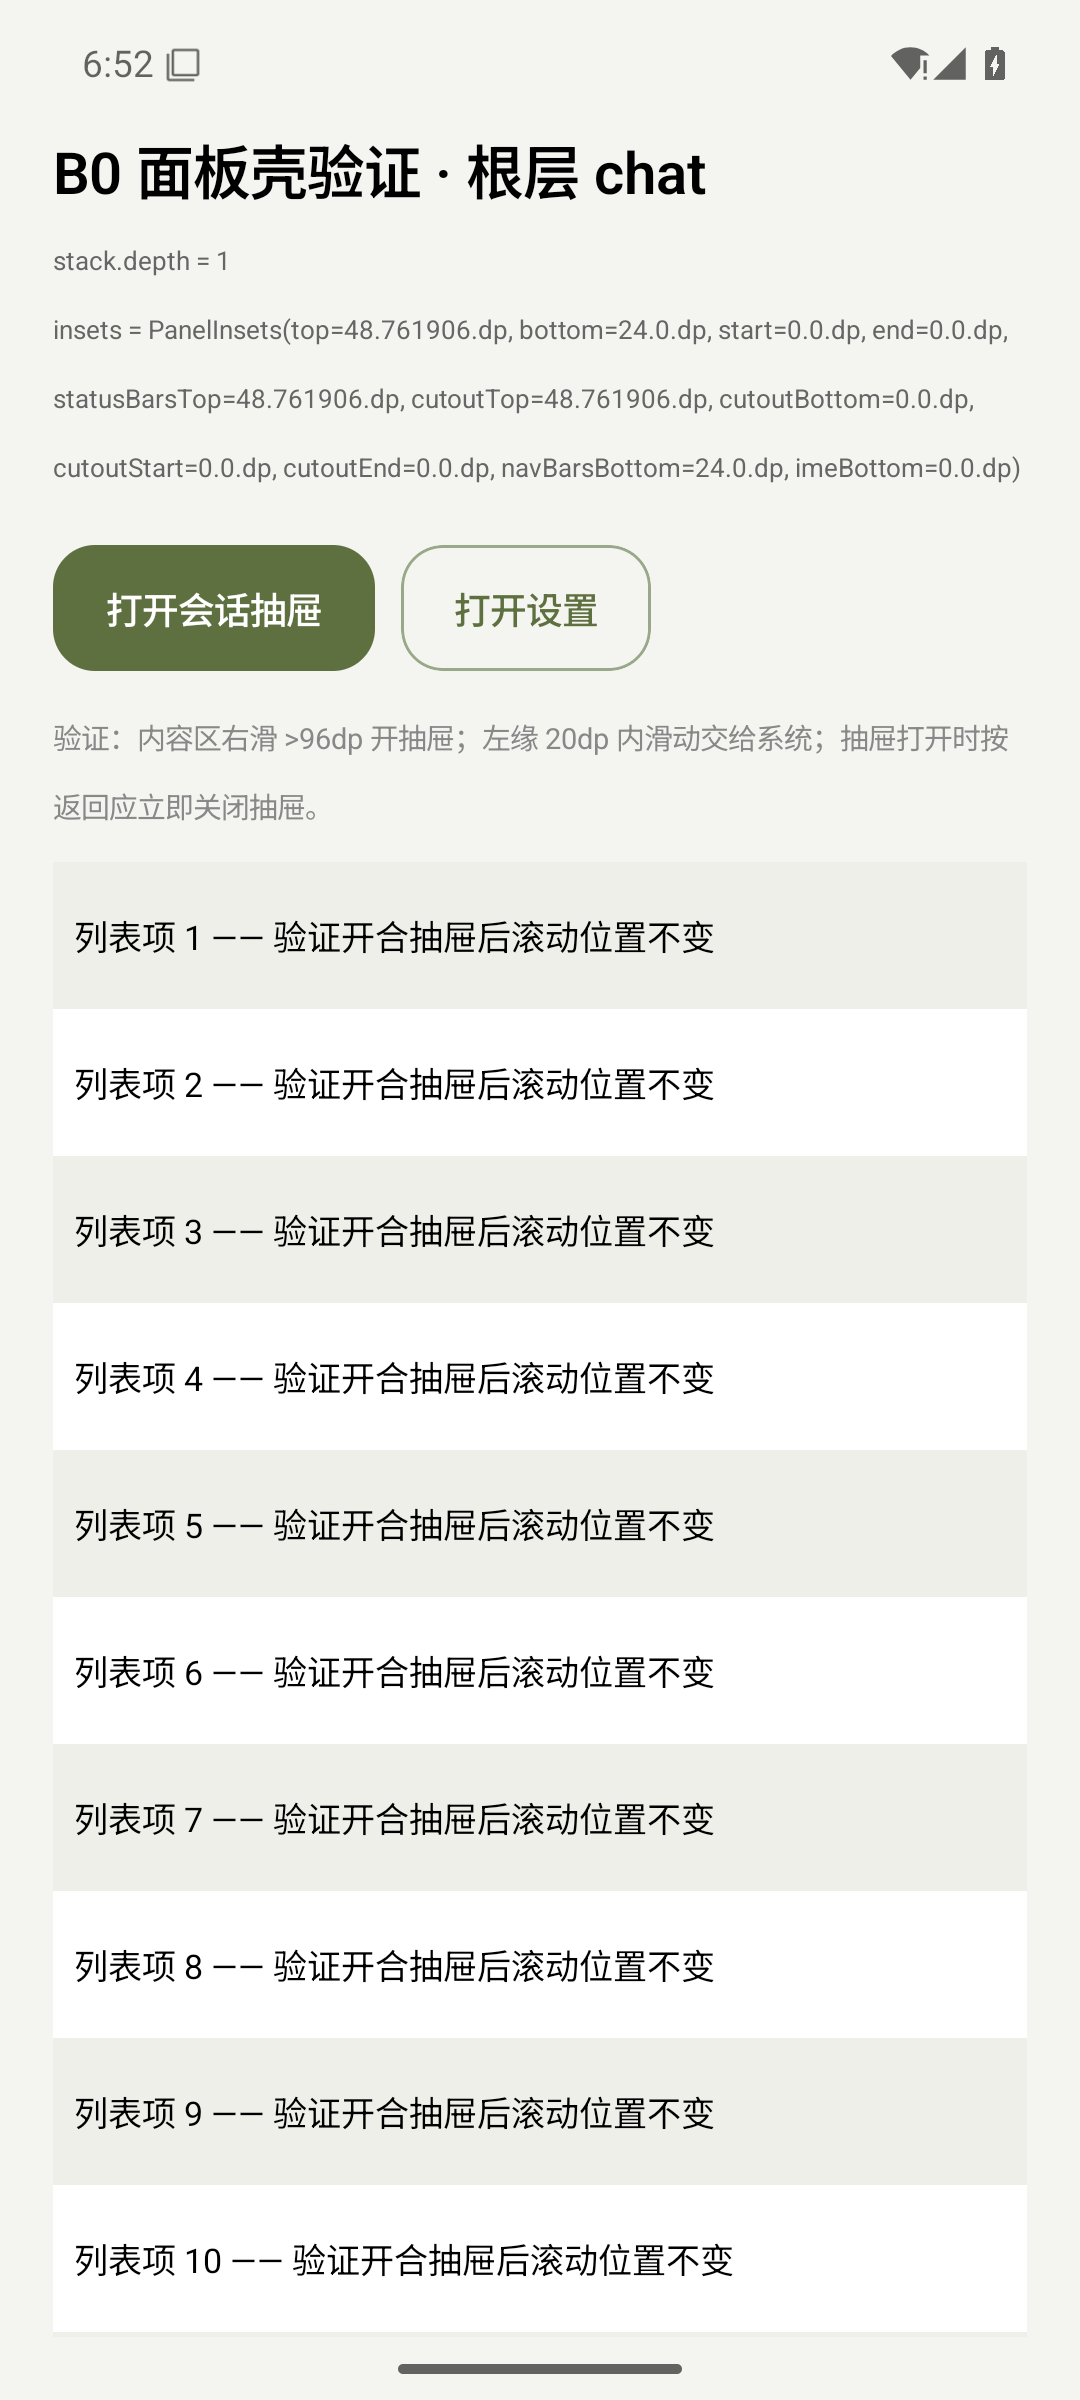 6:52
B0 面板壳验证 · 根层 chat
stack.depth = 1
insets = PanelInsets(top=48.761906.dp, bottom=24.0.dp, start=0.0.dp, end=0.0.dp,
statusBarsTop=48.761906.dp, cutoutTop=48.761906.dp, cutoutBottom=0.0.dp,
cutoutStart=0.0.dp, cutoutEnd=0.0.dp, navBarsBottom=24.0.dp, imeBottom=0.0.dp)
打开会话抽屉 打开设置
验证：内容区右滑 >96dp 开抽屉；左缘 20dp 内滑动交给系统；抽屉打开时按
返回应立即关闭抽屉。
列表项 1 —— 验证开合抽屉后滚动位置不变
列表项 2 —— 验证开合抽屉后滚动位置不变
列表项 3 —— 验证开合抽屉后滚动位置不变
列表项 4 —— 验证开合抽屉后滚动位置不变
列表项 5 —— 验证开合抽屉后滚动位置不变
列表项 6 —— 验证开合抽屉后滚动位置不变
列表项 7 —— 验证开合抽屉后滚动位置不变
列表项 8 —— 验证开合抽屉后滚动位置不变
列表项 9 —— 验证开合抽屉后滚动位置不变
列表项 10 —— 验证开合抽屉后滚动位置不变